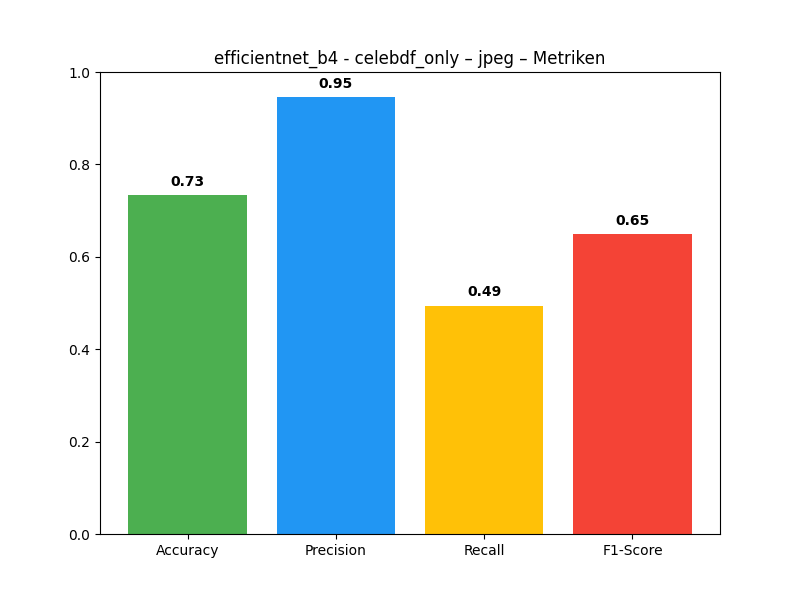 efficientnet_b4 - celebdf_only – jpeg – Metriken
1.0
0.8
0.6
0.4
0.2
0.0
0.73
0.95
0.49
0.65
Accuracy
Precision
Recall
F1-Score